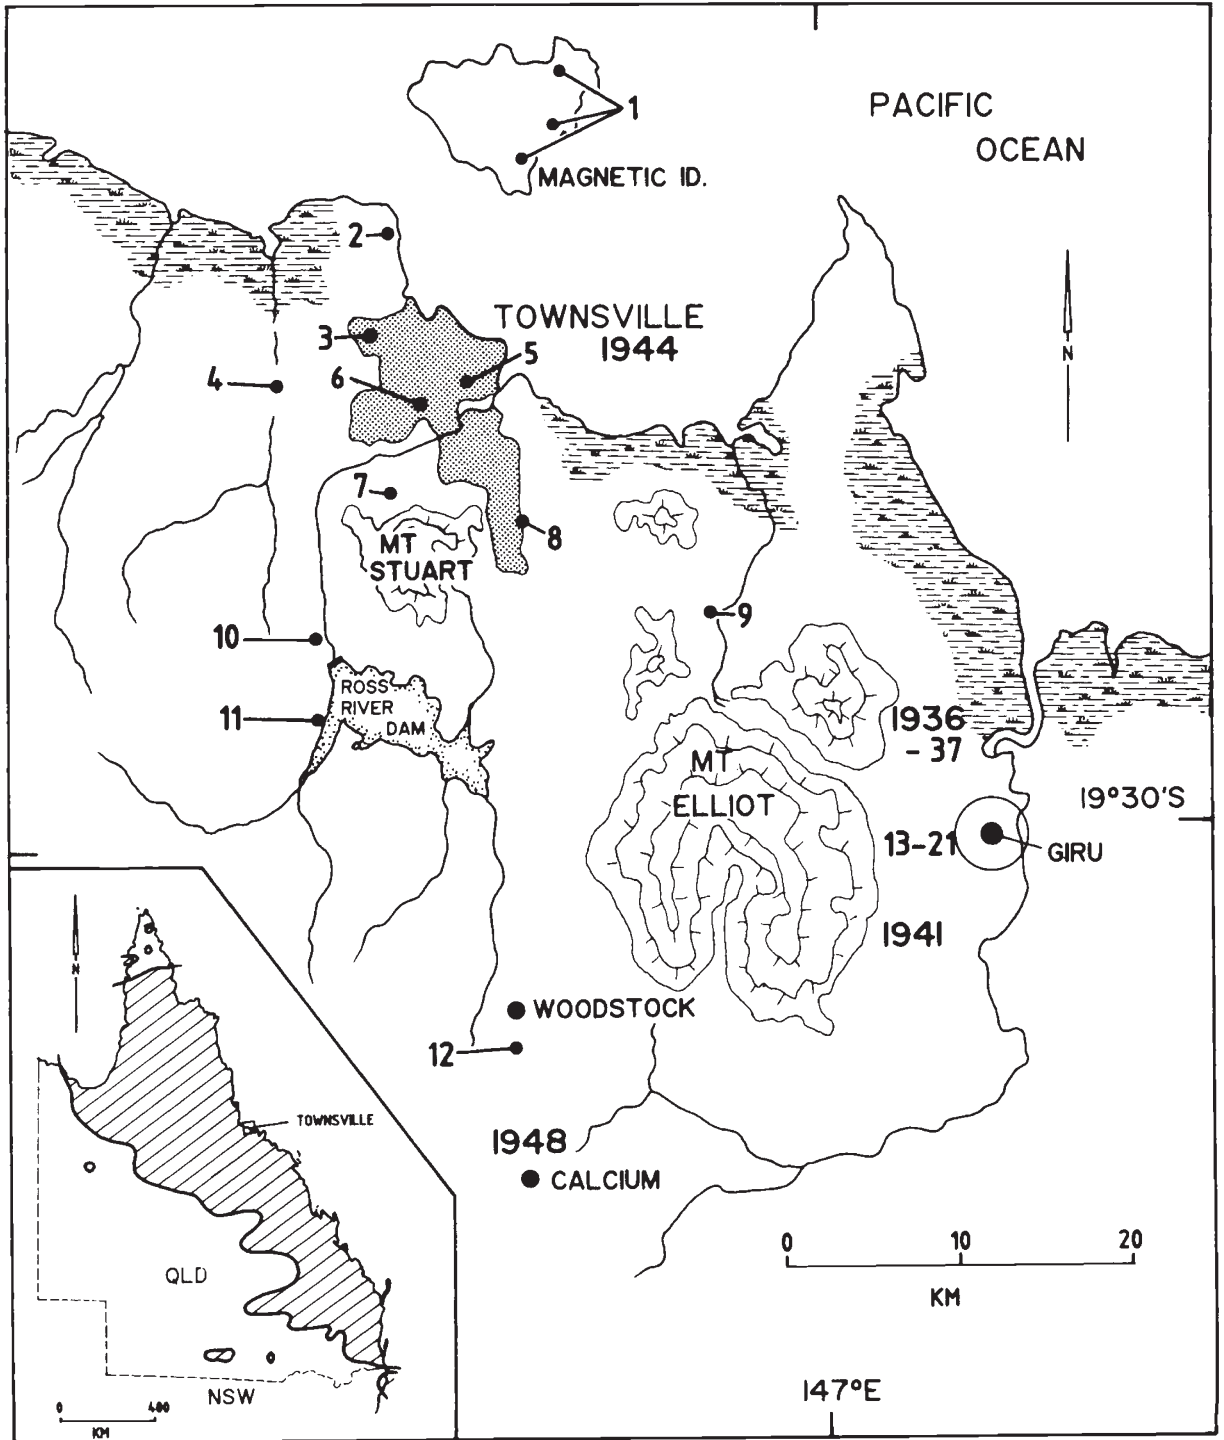 1
PACIFIC
OCEAN
MAGNETIC ID.
2
TOWNSVILLE
1944
3
5
4
6
N
7
8
MT
STUART
9
10
ROSS
RIVER
DAM
11
1936
- 37
MT
ELLIOT
19°30'S
13-21
GIRU
1941
N
WOODSTOCK
12
TOWNSVILLE
1948
CALCIUM
0 10 20
KM
QLD
NSW
0 400
KM
147°E